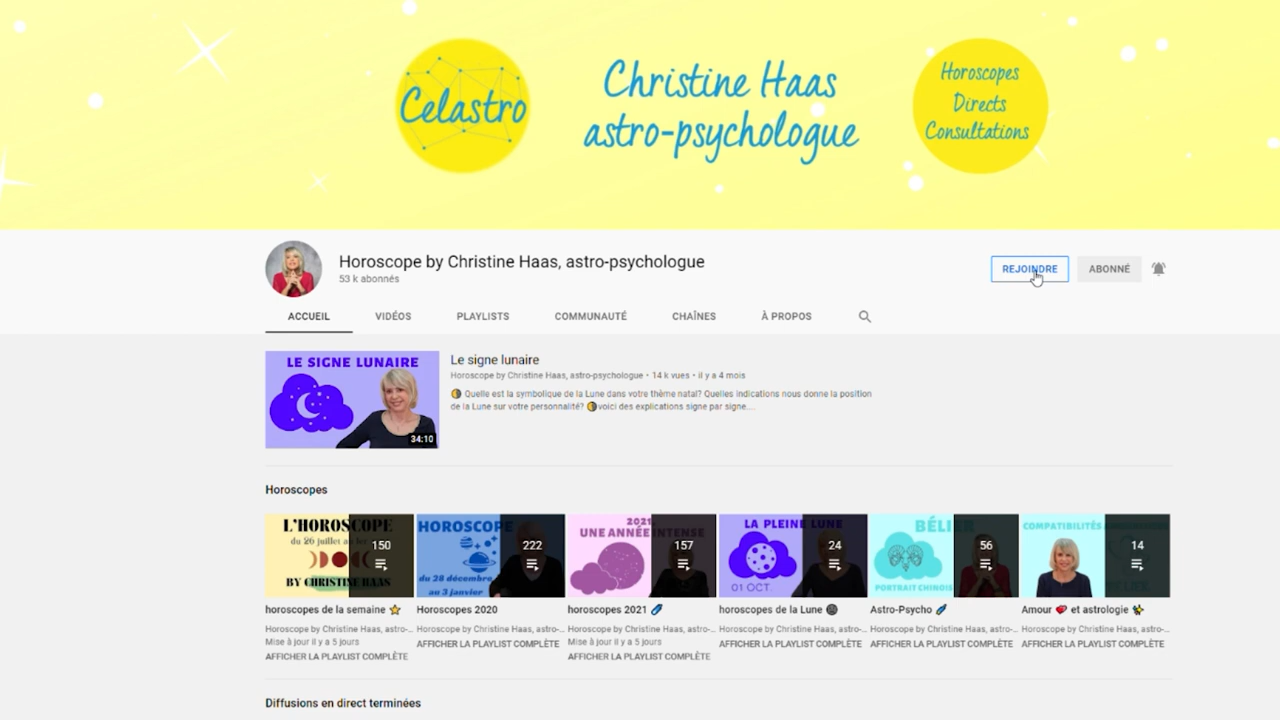 Celastro
Christine Haas
astro-psychologue
Horoscopes
Directs
Consultations
Horoscope by Christine Haas, astro-psychologue
53 k abonnés
REJOINDRE
ABONNÉ
ACCUEIL
VIDÉOS
PLAYLISTS
COMMUNAUTÉ
CHAÎNES
À PROPOS
LE SIGNE LUNAIRE
34:10
Le signe lunaire
Horoscope by Christine Haas, astro-psychologue • 14 k vues • il y a 4 mois
🌗 Quelle est la symbolique de la Lune dans votre thème natal? Quelles indications nous donne la position
de la Lune sur votre personnalité? 🌗voici des explications signe par signe....
Horoscopes
L'HOROSCOPE
du 26 juillet au 1er
BY CHRISTINE HAAS
150
HOROSCOPE
du 28 décembre
au 3 janvier
222
2021
UNE ANNÉE INTENSE
157
LA PLEINE LUNE
01 OCT.
24
BÉLIER
PORTRAIT CHINOIS
56
COMPATIBILITÉS
14
horoscopes de la semaine ⭐
Horoscope by Christine Haas, astro-...
Mise à jour il y a 5 jours
AFFICHER LA PLAYLIST COMPLÈTE
Horoscopes 2020
Horoscope by Christine Haas, astro-...
AFFICHER LA PLAYLIST COMPLÈTE
horoscopes 2021
Horoscope by Christine Haas, astro-...
Mise à jour il y a 5 jours
AFFICHER LA PLAYLIST COMPLÈTE
horoscopes de la Lune
Horoscope by Christine Haas, astro-...
AFFICHER LA PLAYLIST COMPLÈTE
Astro-Psycho
Horoscope by Christine Haas, astro-...
AFFICHER LA PLAYLIST COMPLÈTE
Amour et astrologie
Horoscope by Christine Haas, astro-...
AFFICHER LA PLAYLIST COMPLÈTE
Diffusions en direct terminées